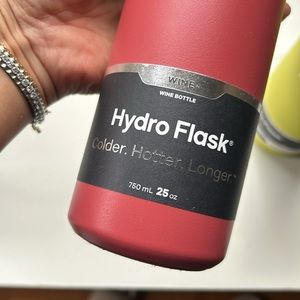 WINE
WINE BOTTLE
Hydro Flask®
Colder. Hotter. Longer.™
750 mL 25 oz